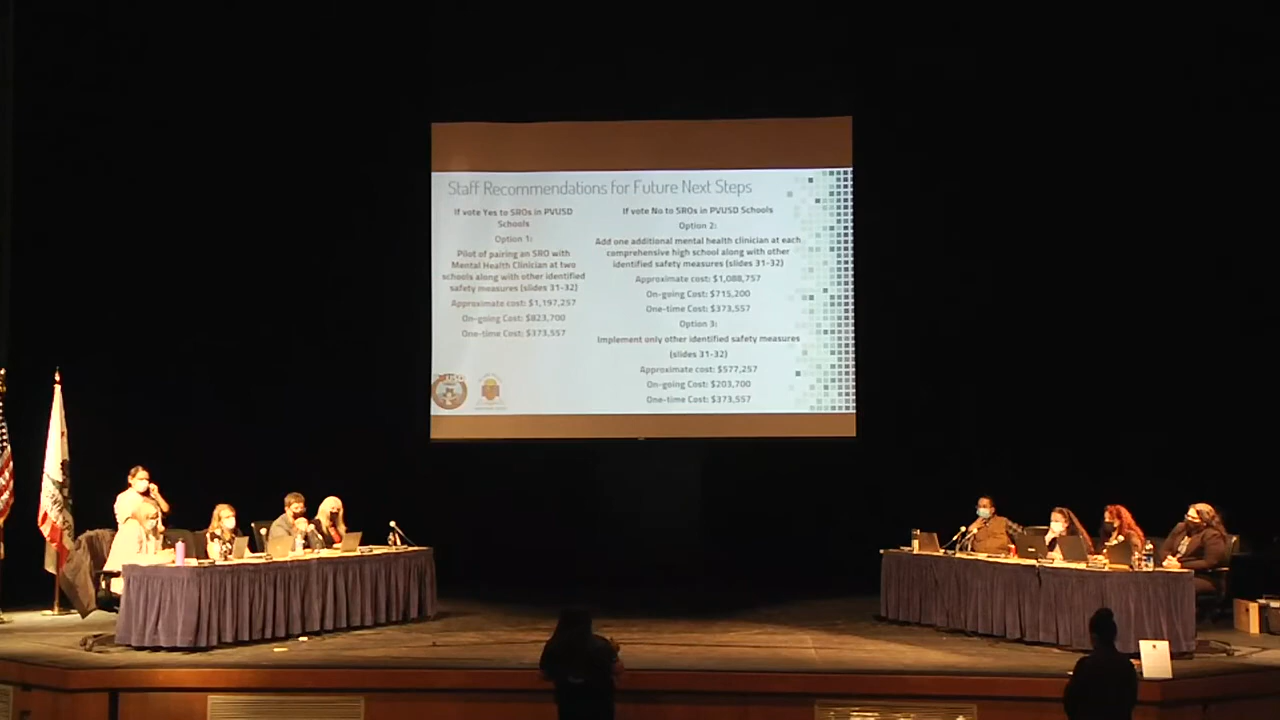 Staff Recommendations for Future Next Steps
If vote Yes to SROs in PVUSD
Schools
Option 1:
Pilot of pairing an SRO with
Mental Health Clinician at two
schools along with other identified
safety measures (slides 31-32)
Approximate cost: $1,197,257
On-going Cost: $823,700
One-time Cost: $373,557
If vote No to SROs in PVUSD Schools
Option 2:
Add one additional mental health clinician at each
comprehensive high school along with other
identified safety measures (slides 31-32)
Approximate cost: $1,088,757
On-going Cost: $715,200
One-time Cost: $373,557
Option 3:
Implement only other identified safety measures
(slides 31-32)
Approximate cost: $577,257
On-going Cost: $203,700
One-time Cost: $373,557